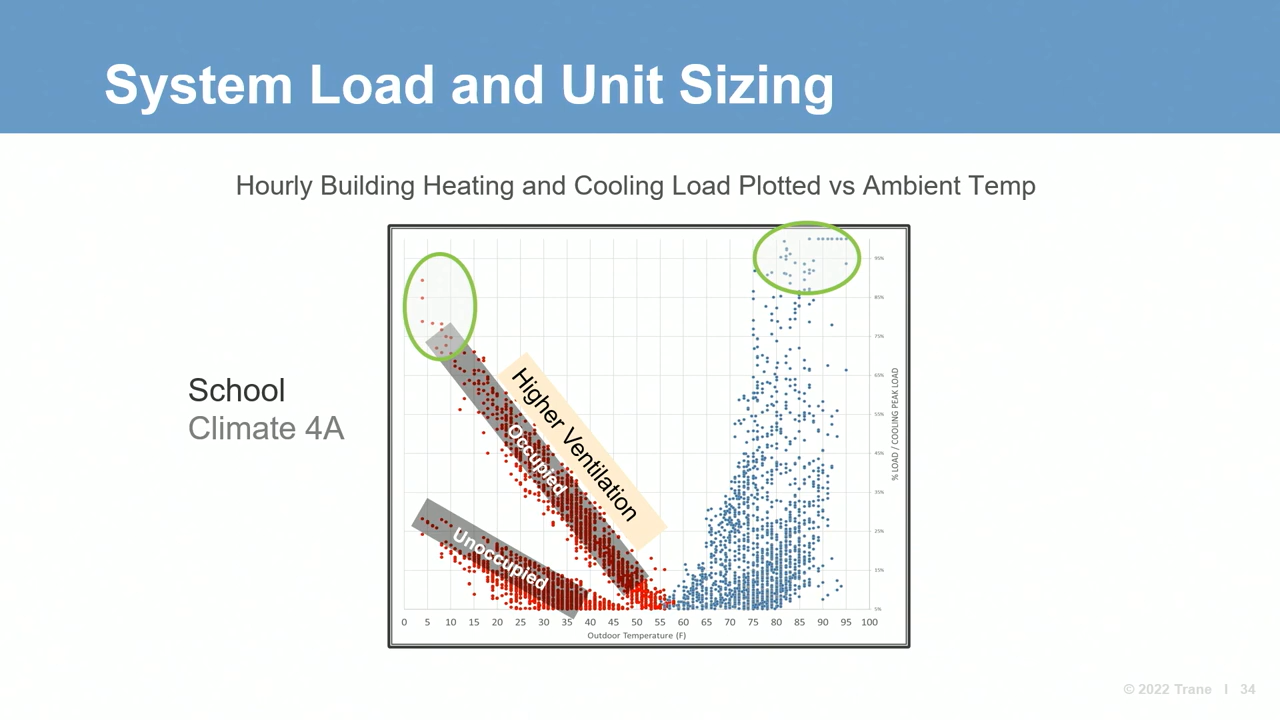 System Load and Unit Sizing
Hourly Building Heating and Cooling Load Plotted vs Ambient Temp
School
Climate 4A
Higher Ventilation
Occupied
Unoccupied
95%
85%
75%
65%
55%
45%
35%
25%
15%
5%
% LOAD / COOLING PEAK LOAD
0 5 10 15 20 25 30 35 40 45 50 55 60 65 70 75 80 85 90 95 100
Outdoor Temperature (F)
© 2022 Trane I 34